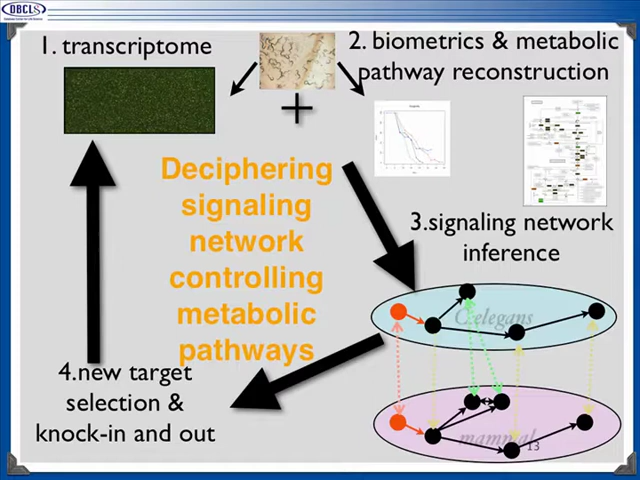 DBCLS
1. transcriptome
2. biometrics & metabolic
pathway reconstruction
Deciphering
signaling
network
controlling
metabolic
pathways
3.signaling network
inference
C.elegans
4.new target
selection &
knock-in and out
mammal
13